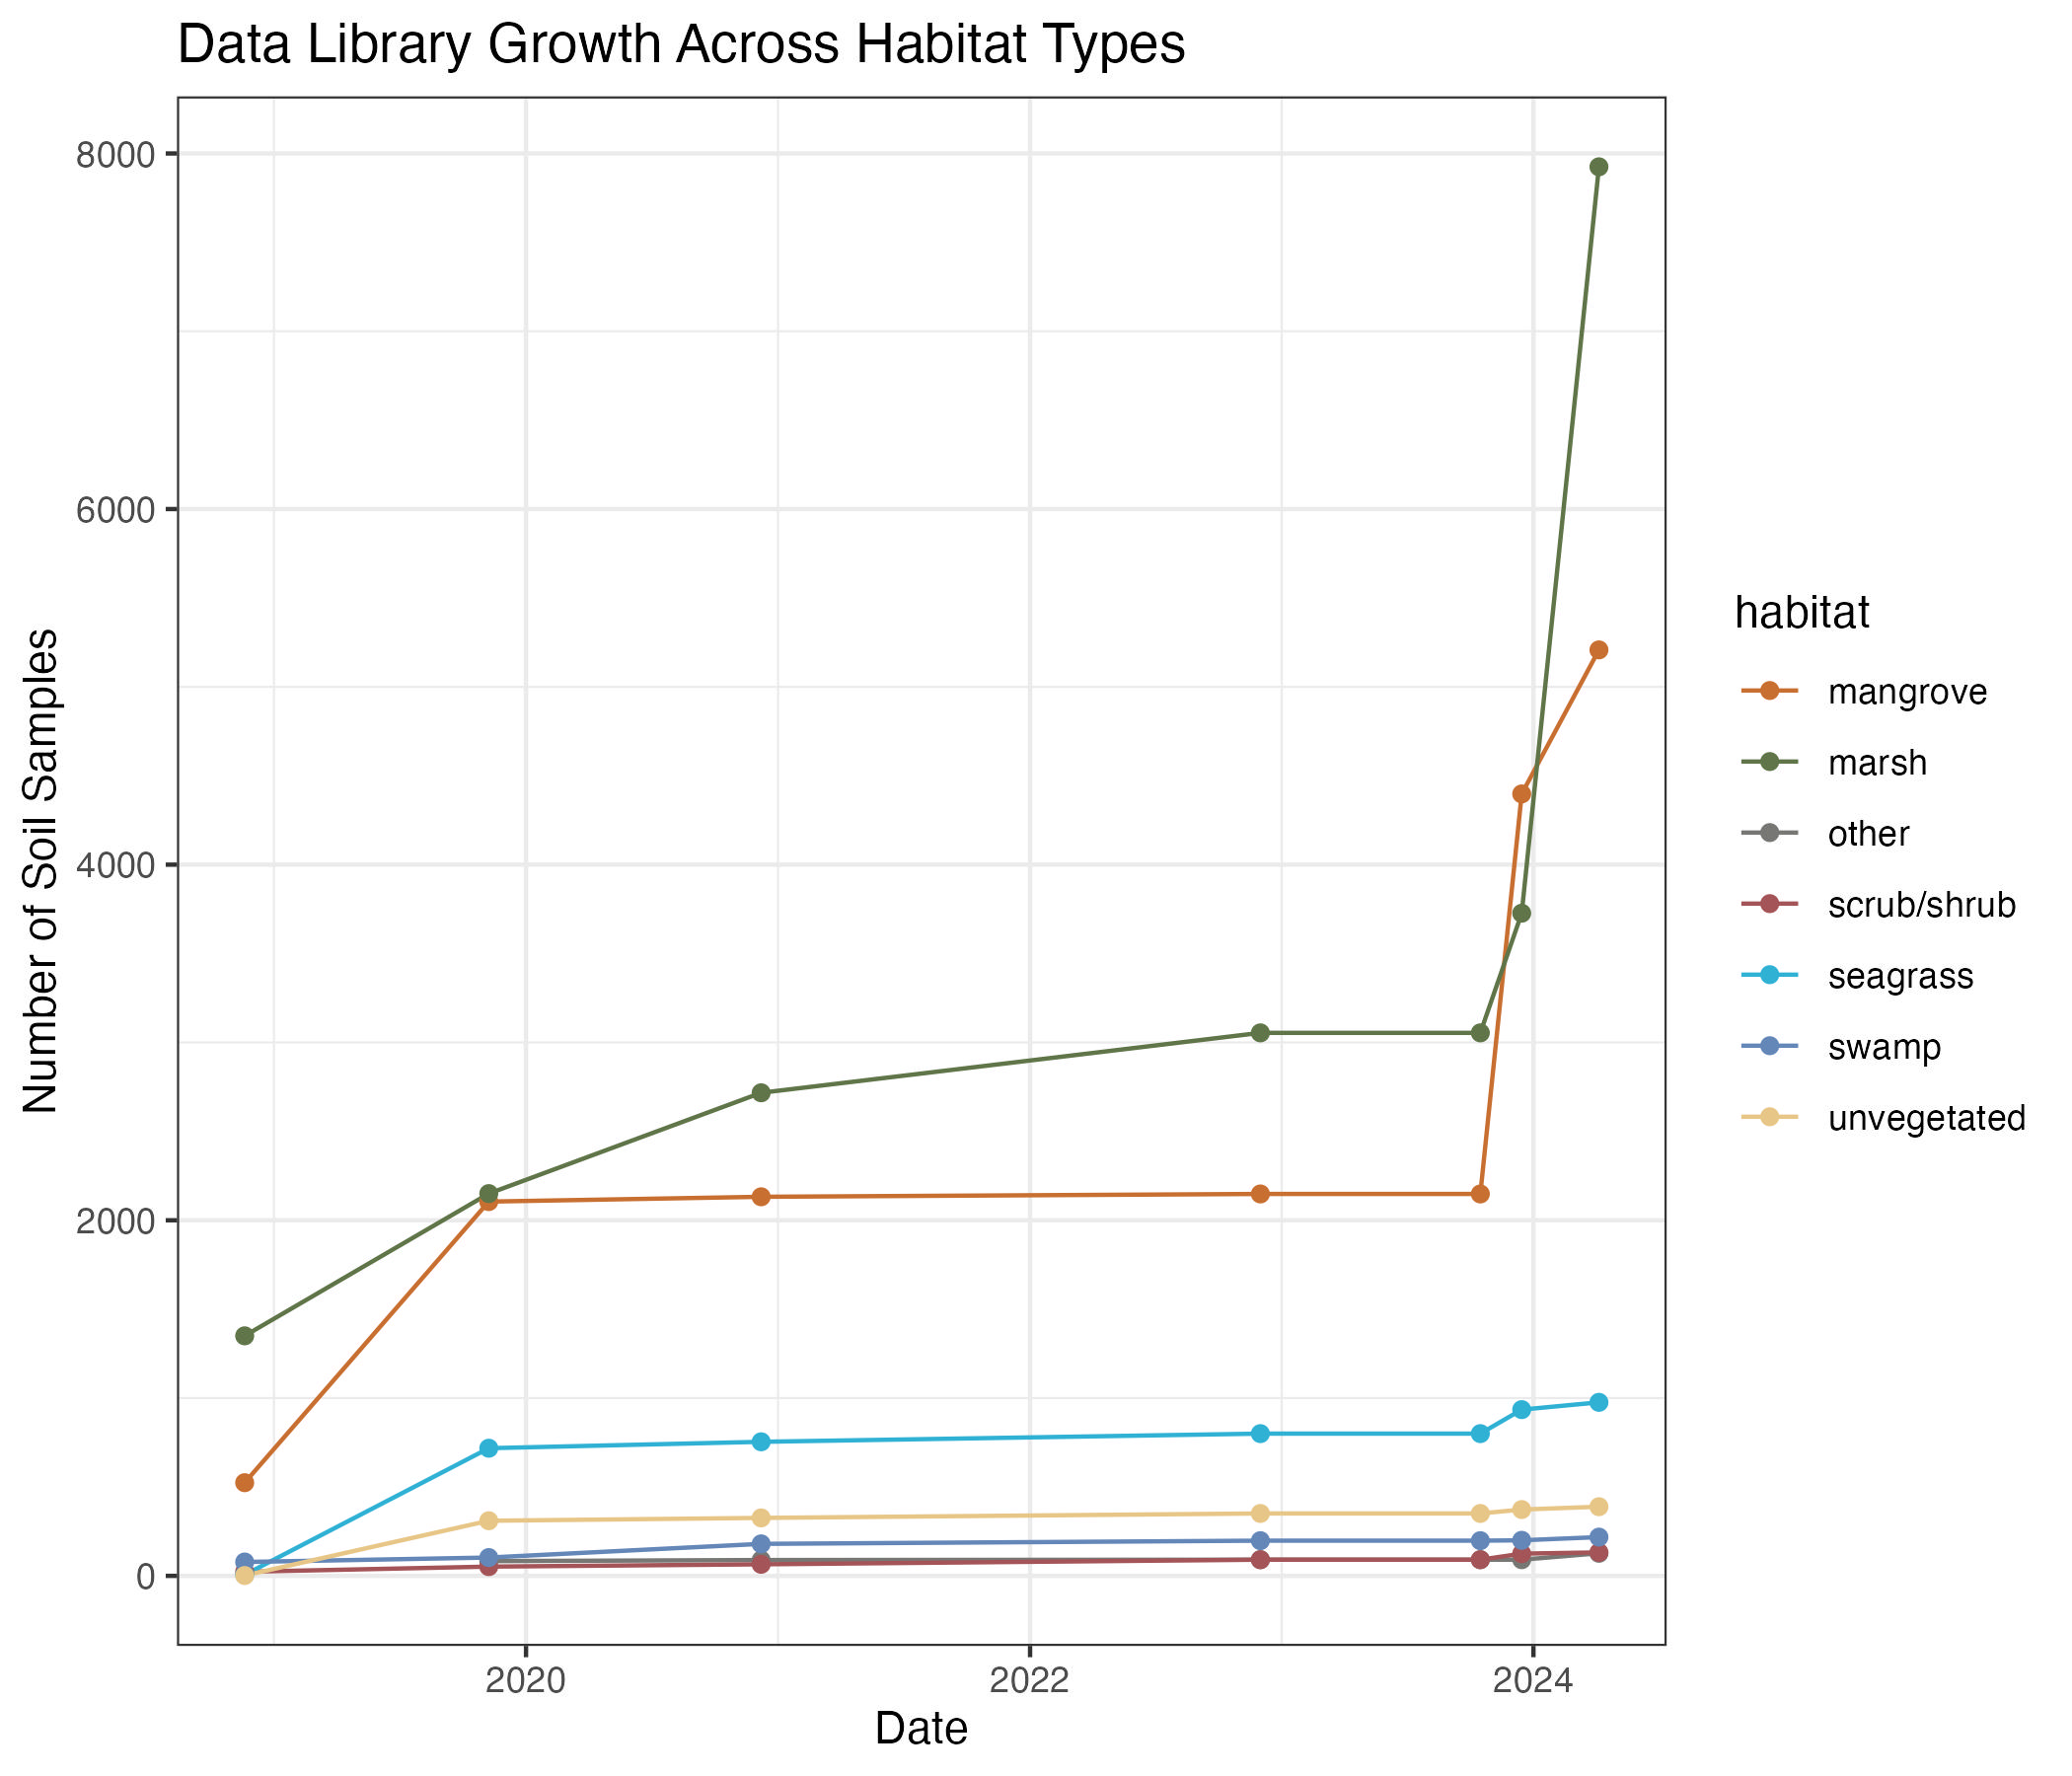 Data Library Growth Across Habitat Types
8000
6000
4000
2000
0
Number of Soil Samples
2020
2022
2024
Date
habitat
mangrove
marsh
other
scrub/shrub
seagrass
swamp
unvegetated